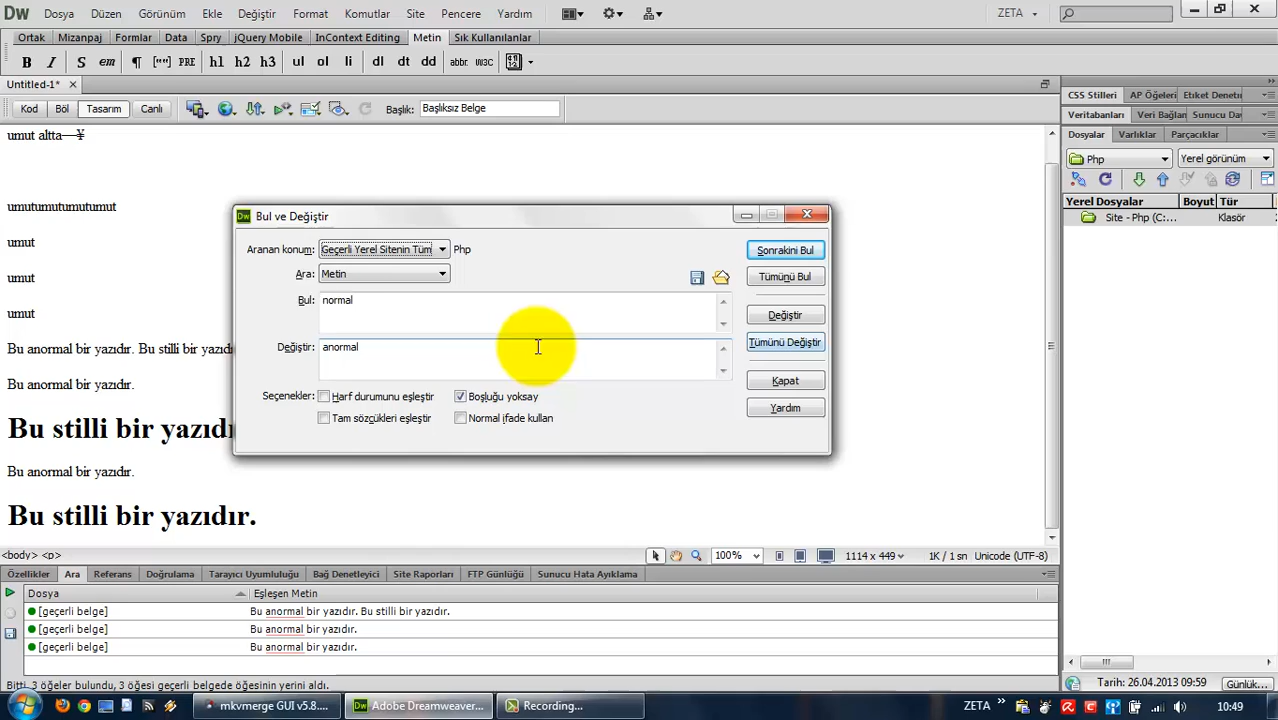 Dw Dosya Düzen Görünüm Ekle Değiştir Format Komutlar Site Pencere Yardım ZETA
Ortak Mizanpaj Formlar Data Spry jQuery Mobile InContext Editing Metin Sık Kullanılanlar
B I S em ¶ [""] PRE h1 h2 h3 ul ol li dl dt dd abbr. W3C
Untitled-1*
Kod Böl Tasarım Canlı Başlık: Başlıksız Belge
umut altta—¥
umutumutumutumut
umut
umut
umut
Bu anormal bir yazıdır. Bu stilli bir yazıdı
Bu anormal bir yazıdır.
Bu stilli bir yazıdı
Bu anormal bir yazıdır.
Bu stilli bir yazıdır.
Dw Bul ve Değiştir
Aranan konum: Geçerli Yerel Sitenin Tüm Php
Ara: Metin
Bul: normal
Değiştir: anormal
Seçenekler: Harf durumunu eşleştir Boşluğu yoksay
Tam sözcükleri eşleştir Normal ifade kullan
Sonrakini Bul
Tümünü Bul
Değiştir
Tümünü Değiştir
Kapat
Yardım
CSS Stilleri AP Öğeleri Etiket Denetı
Veritabanları Veri Bağlan Sunucu Da
Dosyalar Varlıklar Parçacıklar
Php Yerel görünüm
Yerel Dosyalar Boyut Tür
Site - Php (C:... Klasör
<body> <p> 100% 1114 x 449 1K / 1 sn Unicode (UTF-8)
Özellikler Ara Referans Doğrulama Tarayıcı Uyumluluğu Bağ Denetleyici Site Raporları FTP Günlüğü Sunucu Hata Ayıklama
Dosya Eşleşen Metin
[geçerli belge] Bu anormal bir yazıdır. Bu stilli bir yazıdır.
[geçerli belge] Bu anormal bir yazıdır.
[geçerli belge] Bu anormal bir yazıdır.
Bitti. 3 öğeler bulundu, 3 öğesi geçerli belgede öğesinin yerini aldı.
Tarih: 26.04.2013 09:59 Günlük...
mkvmerge GUI v5.8.... Adobe Dreamweaver... Recording... ZETA 10:49